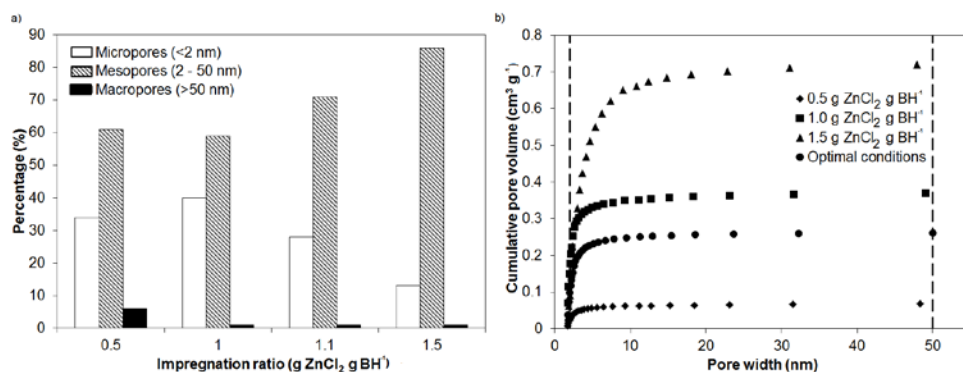 a)
90
80
70
60
50
40
30
20
10
0
Percentage (%)
Micropores (<2 nm)
Mesopores (2 - 50 nm)
Macropores (>50 nm)
0.5
1
1.1
1.5
Impregnation ratio (g ZnCl₂ g BH⁻¹)
b)
0.8
0.7
0.6
0.5
0.4
0.3
0.2
0.1
0
Cumulative pore volume (cm³ g⁻¹)
0.5 g ZnCl₂ g BH⁻¹
1.0 g ZnCl₂ g BH⁻¹
1.5 g ZnCl₂ g BH⁻¹
Optimal conditions
0 10 20 30 40 50
Pore width (nm)